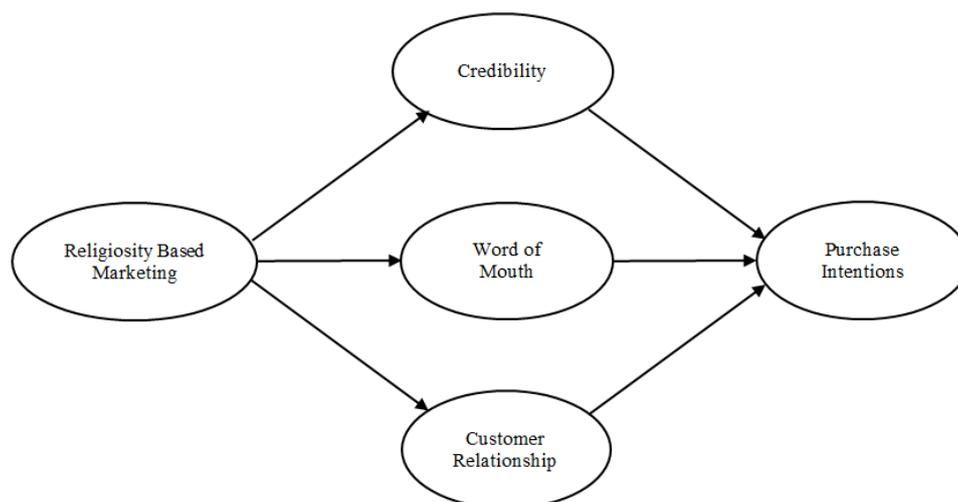 Credibility
Religiosity Based
Marketing
Word of
Mouth
Purchase
Intentions
Customer
Relationship